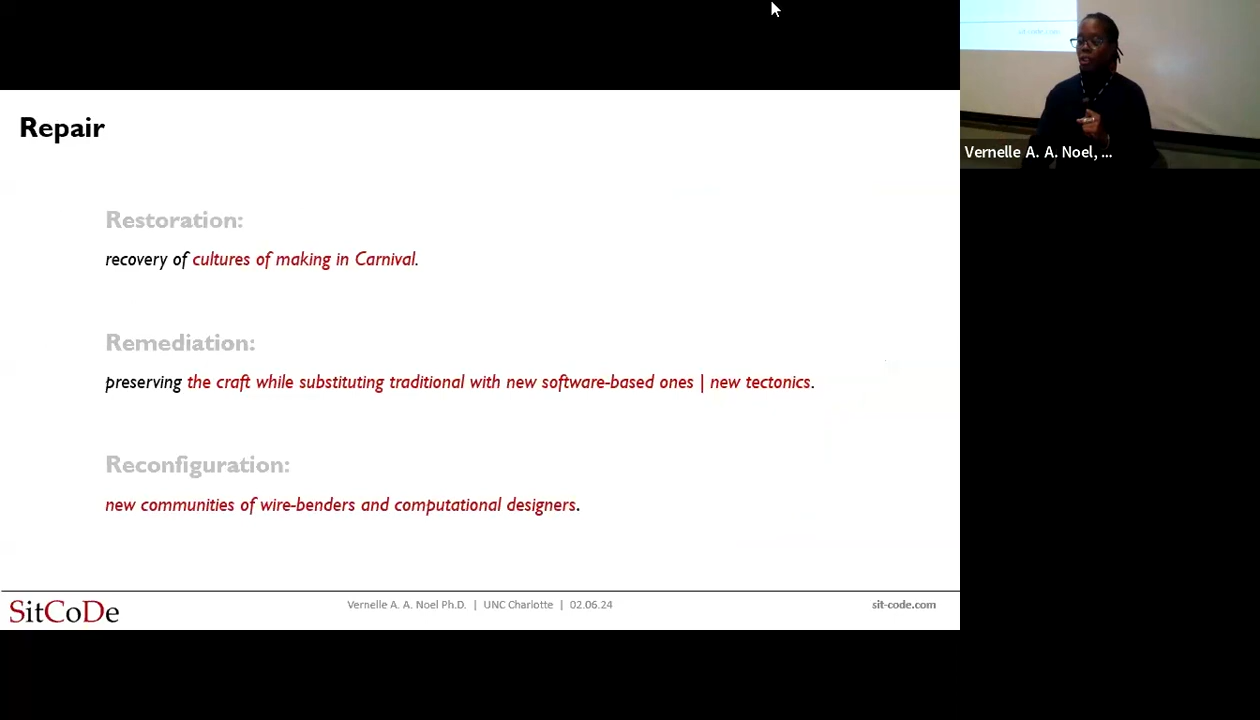 Repair
Restoration:
recovery of cultures of making in Carnival.
Remediation:
preserving the craft while substituting traditional with new software-based ones | new tectonics.
Reconfiguration:
new communities of wire-benders and computational designers.
SitCoDe
Vernelle A. A. Noel Ph.D. | UNC Charlotte | 02.06.24
sit-code.com
Vernelle A. A. Noel, ...